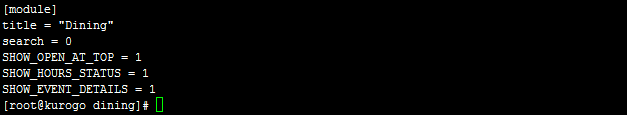 [module]
title = "Dining"
search = 0
SHOW_OPEN_AT_TOP = 1
SHOW_HOURS_STATUS = 1
SHOW_EVENT_DETAILS = 1
[root@kurogo dining]#